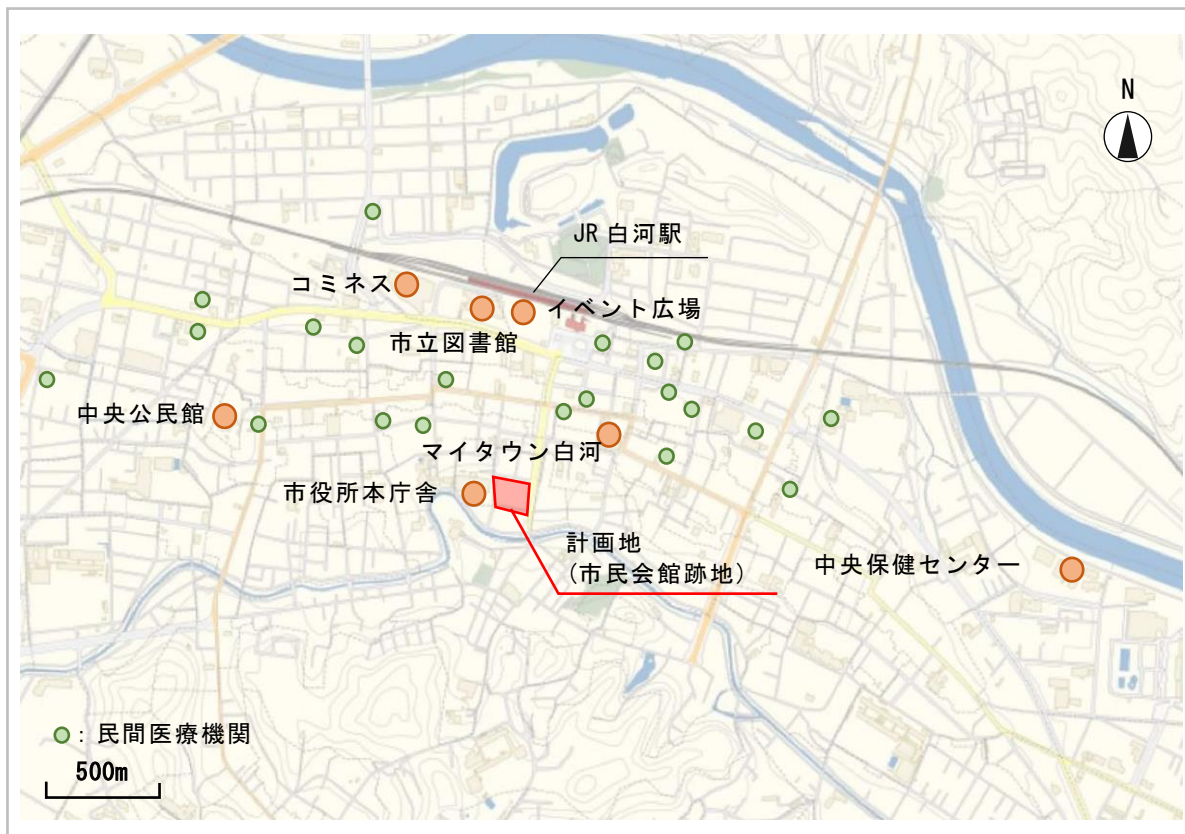 N
JR 白河駅
コミネス
イベント広場
市立図書館
中央公民館
マイタウン白河
市役所本庁舎
計画地
(市民会館跡地)
中央保健センター
: 民間医療機関
500m